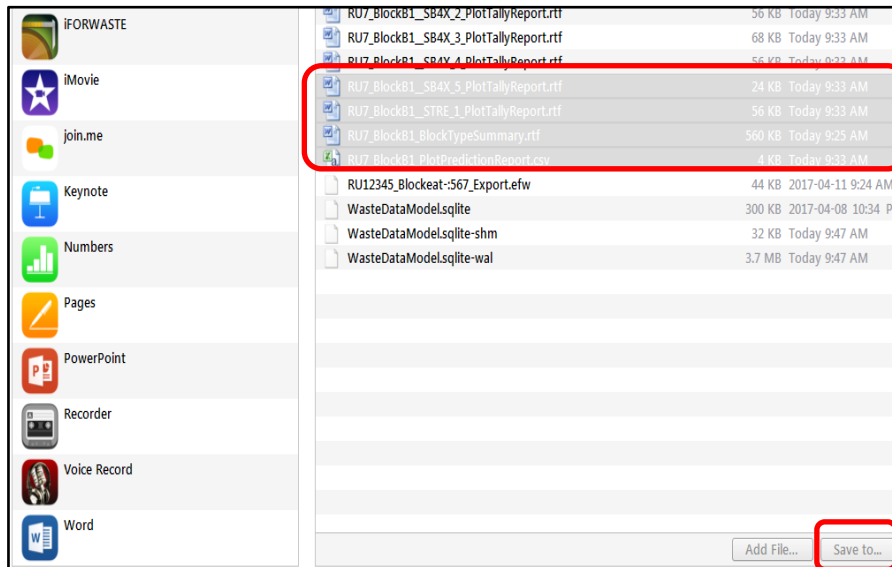 iFORWASTE
iMovie
join.me
Keynote
Numbers
Pages
PowerPoint
Recorder
Voice Record
Word
RU7_BlockB1__SB4X_2_PlotTallyReport.rtf 56 KB Today 9:33 AM
RU7_BlockB1__SB4X_3_PlotTallyReport.rtf 68 KB Today 9:33 AM
RU7_BlockB1__SB4X_4_PlotTallyReport.rtf 56 KB Today 9:33 AM
RU7_BlockB1__SB4X_5_PlotTallyReport.rtf 24 KB Today 9:33 AM
RU7_BlockB1__STRE_1_PlotTallyReport.rtf 56 KB Today 9:33 AM
RU7_BlockB1_BlockTypeSummary.rtf 560 KB Today 9:25 AM
RU7_BlockB1_PlotPredictionReport.csv 4 KB Today 9:33 AM
RU12345_Blockeat-:567_Export.efw 44 KB 2017-04-11 9:24 AM
WasteDataModel.sqlite 300 KB 2017-04-08 10:34 P
WasteDataModel.sqlite-shm 32 KB Today 9:47 AM
WasteDataModel.sqlite-wal 3.7 MB Today 9:47 AM
Add File... Save to...